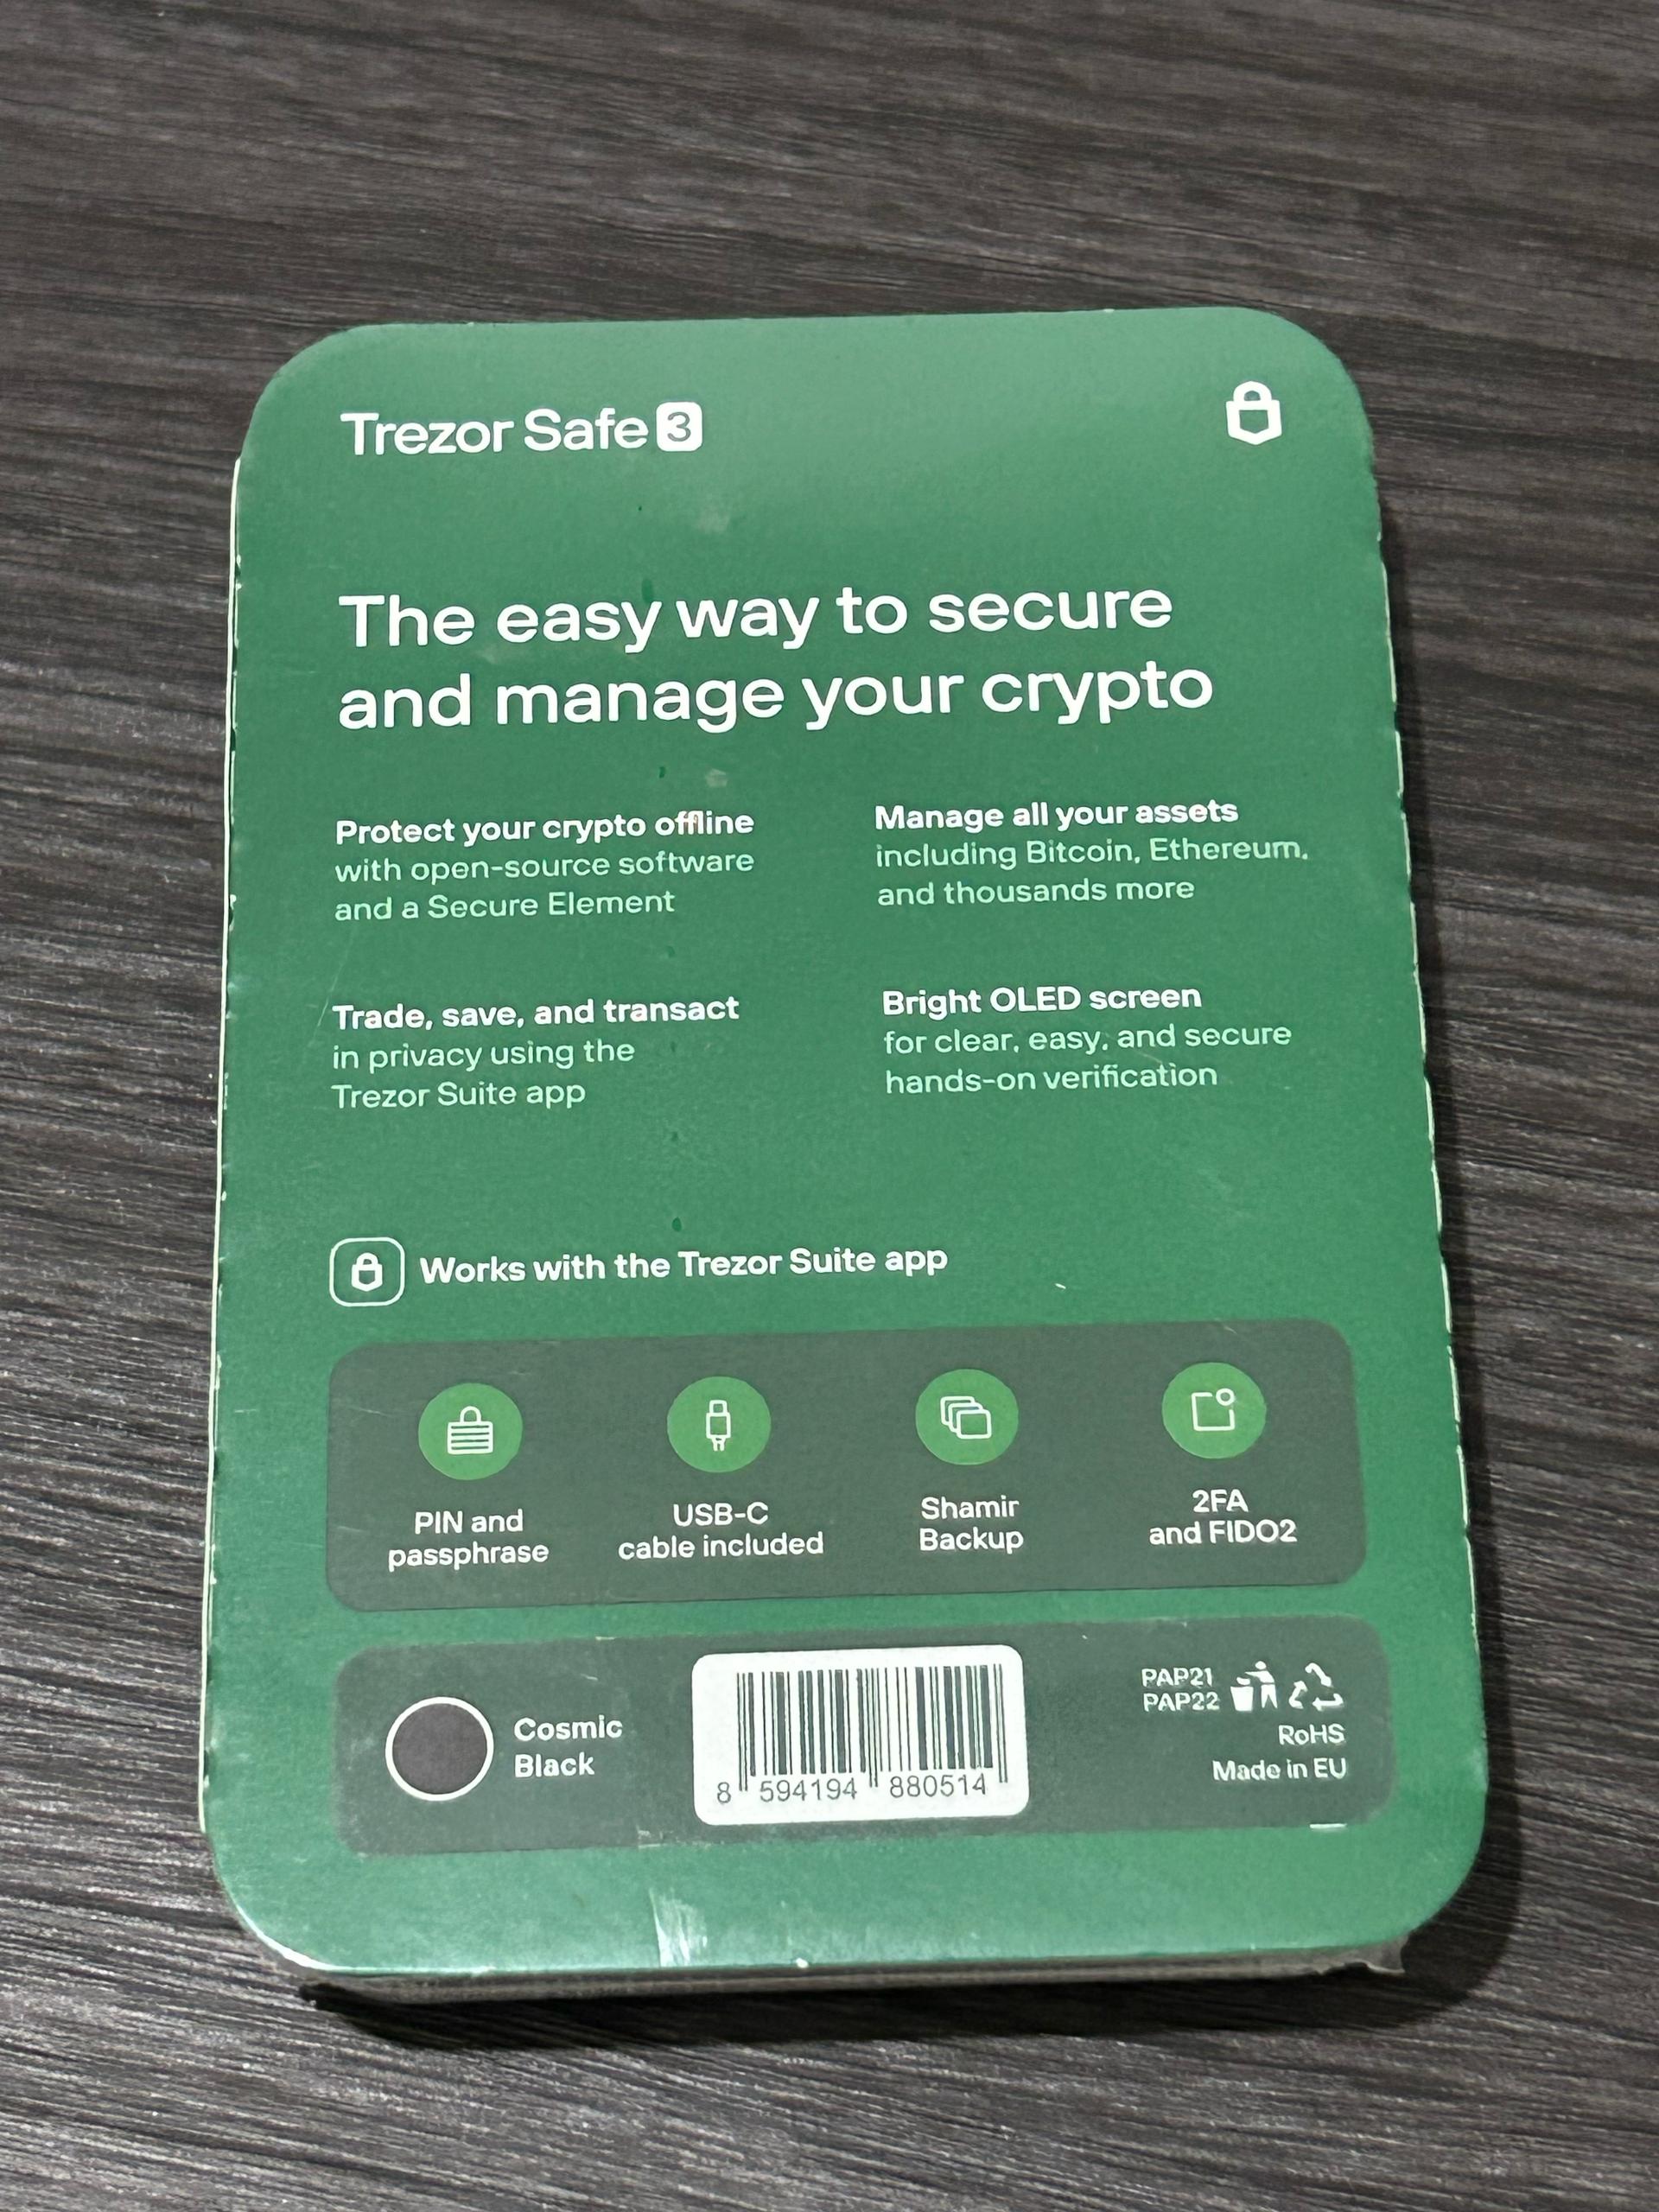 Trezor Safe 3
The easy way to secure
and manage your crypto
Protect your crypto offline
with open-source software
and a Secure Element
Manage all your assets
including Bitcoin, Ethereum,
and thousands more
Trade, save, and transact
in privacy using the
Trezor Suite app
Bright OLED screen
for clear, easy, and secure
hands-on verification
Works with the Trezor Suite app
PIN and
passphrase
USB-C
cable included
Shamir
Backup
2FA
and FIDO2
Cosmic
Black
8 594194 880514
PAP21
PAP22
RoHS
Made in EU